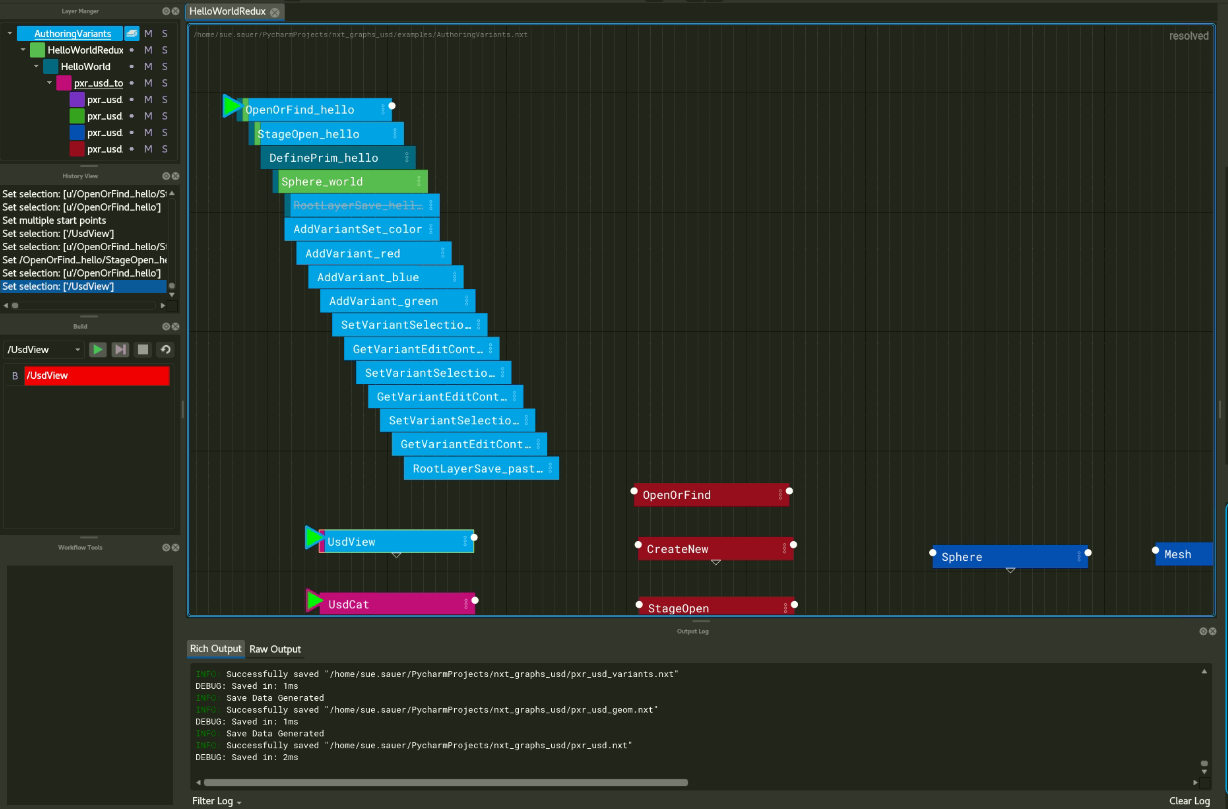 Layer Manger
AuthoringVariants M S
HelloWorldRedux M S
HelloWorld M S
pxr_usd_to M S
pxr_usd. M S
pxr_usd. M S
pxr_usd. M S
pxr_usd. M S
History View
Set selection: [u'/OpenOrFind_hello/St
Set selection: [u'/OpenOrFind_hello']
Set multiple start points
Set selection: ['/UsdView']
Set selection: [u'/OpenOrFind_hello/St
Set /OpenOrFind_hello/StageOpen_he
Set selection: [u'/OpenOrFind_hello']
Set selection: ['/UsdView']
Build
/UsdView
B /UsdView
Workflow Tools
HelloWorldRedux
/home/sue.sauer/PycharmProjects/nxt_graphs_usd/examples/AuthoringVariants.nxt
resolved
OpenOrFind_hello
StageOpen_hello
DefinePrim_hello
Sphere_world
RootLayerSave_hell…
AddVariantSet_color
AddVariant_red
AddVariant_blue
AddVariant_green
SetVariantSelectio…
GetVariantEditCont…
SetVariantSelectio…
GetVariantEditCont…
SetVariantSelectio…
GetVariantEditCont…
RootLayerSave_past…
OpenOrFind
UsdView
CreateNew
Sphere
Mesh
UsdCat
StageOpen
Output Log
Rich Output Raw Output
INFO: Successfully saved "/home/sue.sauer/PycharmProjects/nxt_graphs_usd/pxr_usd_variants.nxt"
DEBUG: Saved in: 1ms
INFO: Save Data Generated
INFO: Successfully saved "/home/sue.sauer/PycharmProjects/nxt_graphs_usd/pxr_usd_geom.nxt"
DEBUG: Saved in: 1ms
INFO: Save Data Generated
INFO: Successfully saved "/home/sue.sauer/PycharmProjects/nxt_graphs_usd/pxr_usd.nxt"
DEBUG: Saved in: 2ms
Filter Log
Clear Log